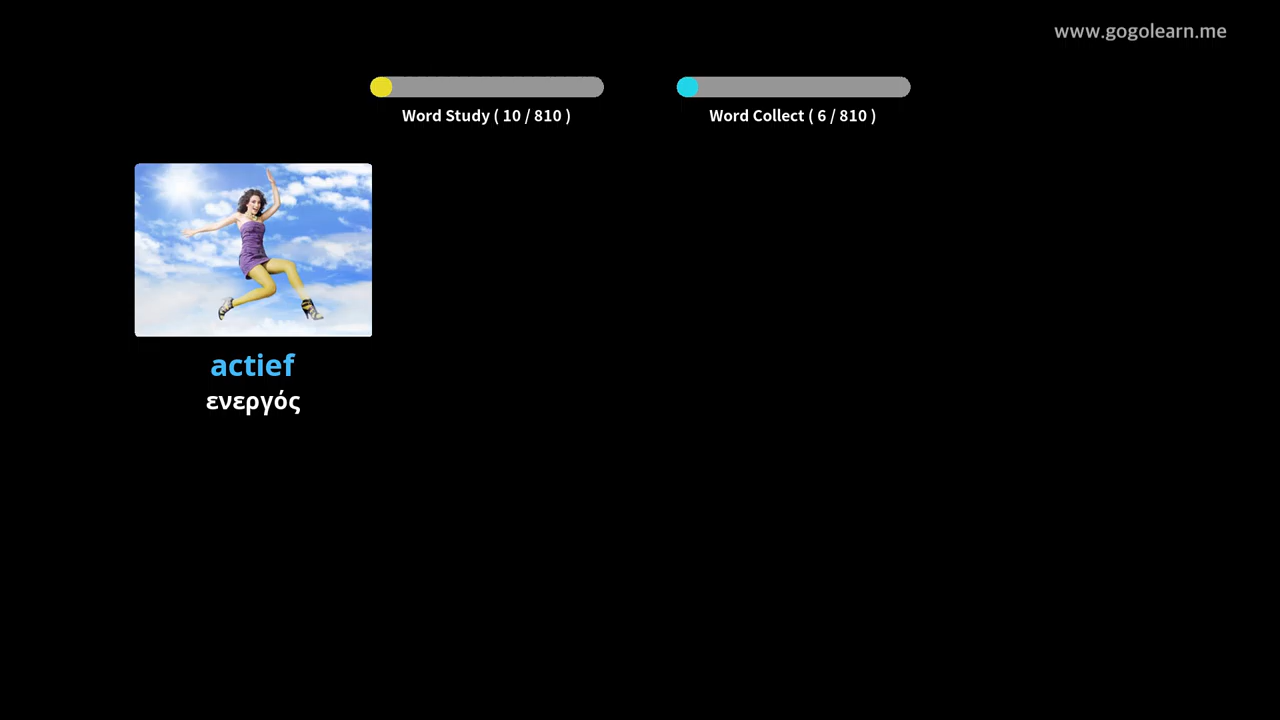 www.gogolearn.me
Word Study ( 10 / 810 )
Word Collect ( 6 / 810 )
actief
ενεργός